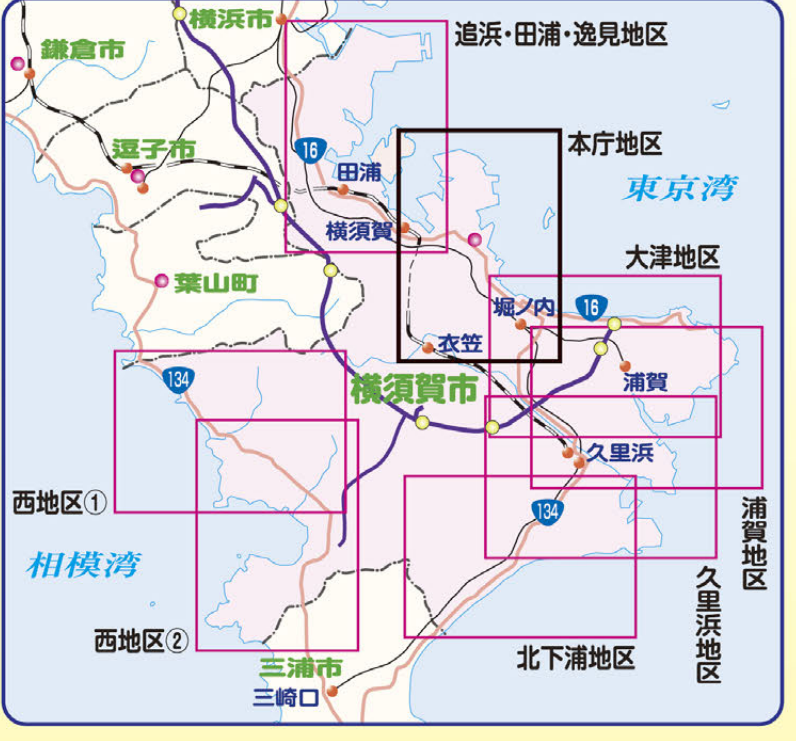 横浜市
追浜・田浦・逸見地区
鎌倉市
16
本庁地区
逗子市
田浦
東京湾
横須賀
大津地区
葉山町
堀ノ内
16
衣笠
134
浦賀
横須賀市
久里浜
西地区①
134
浦賀地区
相模湾
久里浜地区
西地区②
北下浦地区
三浦市
三崎口